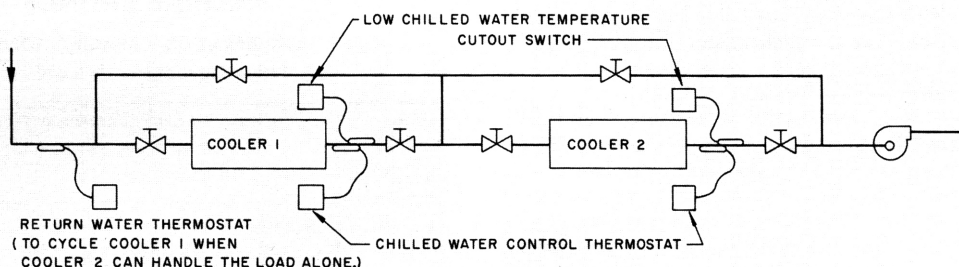 LOW CHILLED WATER TEMPERATURE
CUTOUT SWITCH
COOLER 1
COOLER 2
RETURN WATER THERMOSTAT
(TO CYCLE COOLER 1 WHEN
COOLER 2 CAN HANDLE THE LOAD ALONE.)
CHILLED WATER CONTROL THERMOSTAT